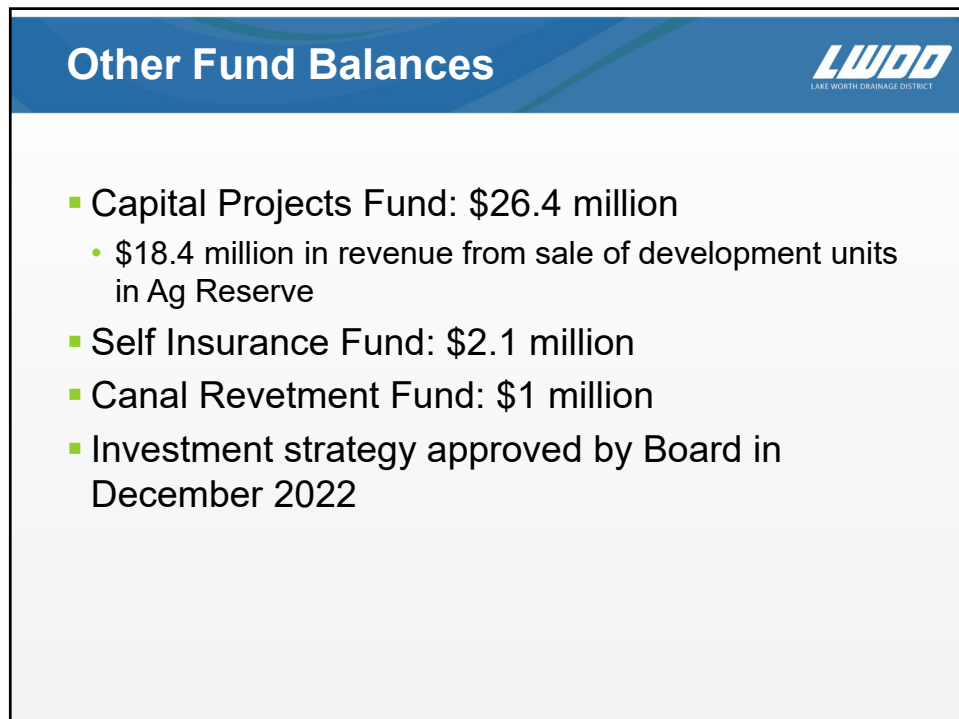 Other Fund Balances
LWDD
LAKE WORTH DRAINAGE DISTRICT
▪ Capital Projects Fund: $26.4 million
• $18.4 million in revenue from sale of development units
in Ag Reserve
▪ Self Insurance Fund: $2.1 million
▪ Canal Revetment Fund: $1 million
▪ Investment strategy approved by Board in
December 2022